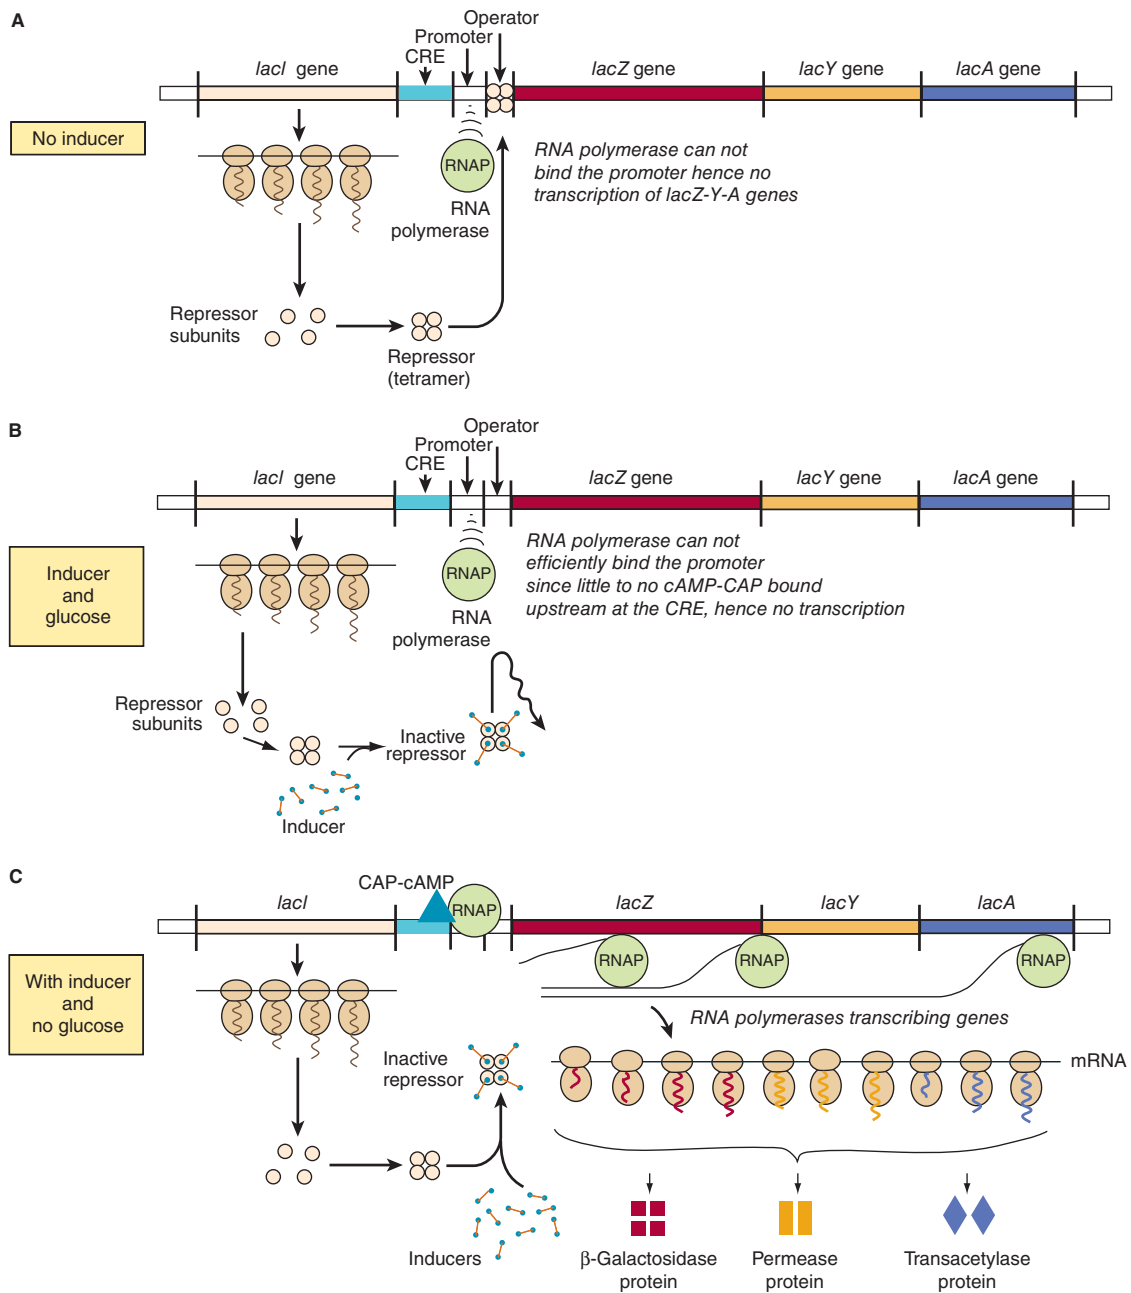 A
Operator
Promoter
CRE
lacI gene
lacZ gene
lacY gene
lacA gene
No inducer
RNAP
RNA
polymerase
RNA polymerase can not
bind the promoter hence no
transcription of lacZ-Y-A genes
Repressor
subunits
Repressor
(tetramer)
B
Operator
Promoter
CRE
lacI gene
lacZ gene
lacY gene
lacA gene
Inducer
and
glucose
RNAP
RNA
polymerase
RNA polymerase can not
efficiently bind the promoter
since little to no cAMP-CAP bound
upstream at the CRE, hence no transcription
Repressor
subunits
Inactive
repressor
Inducer
C
CAP-cAMP
RNAP
lacI
lacZ
lacY
lacA
With inducer
and
no glucose
RNAP
RNAP
RNAP
RNA polymerases transcribing genes
mRNA
Inactive
repressor
Inducers
β-Galactosidase
protein
Permease
protein
Transacetylase
protein